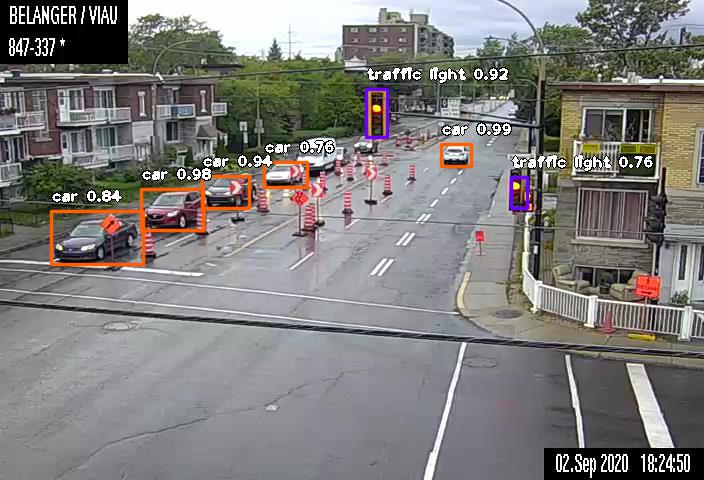 BELANGER / VIAU
847-337 *
traffic light 0.92
car 0.99
car 0.76
car 0.94
traffic light 0.76
car 0.98
car 0.84
02.Sep 2020 18:24:50